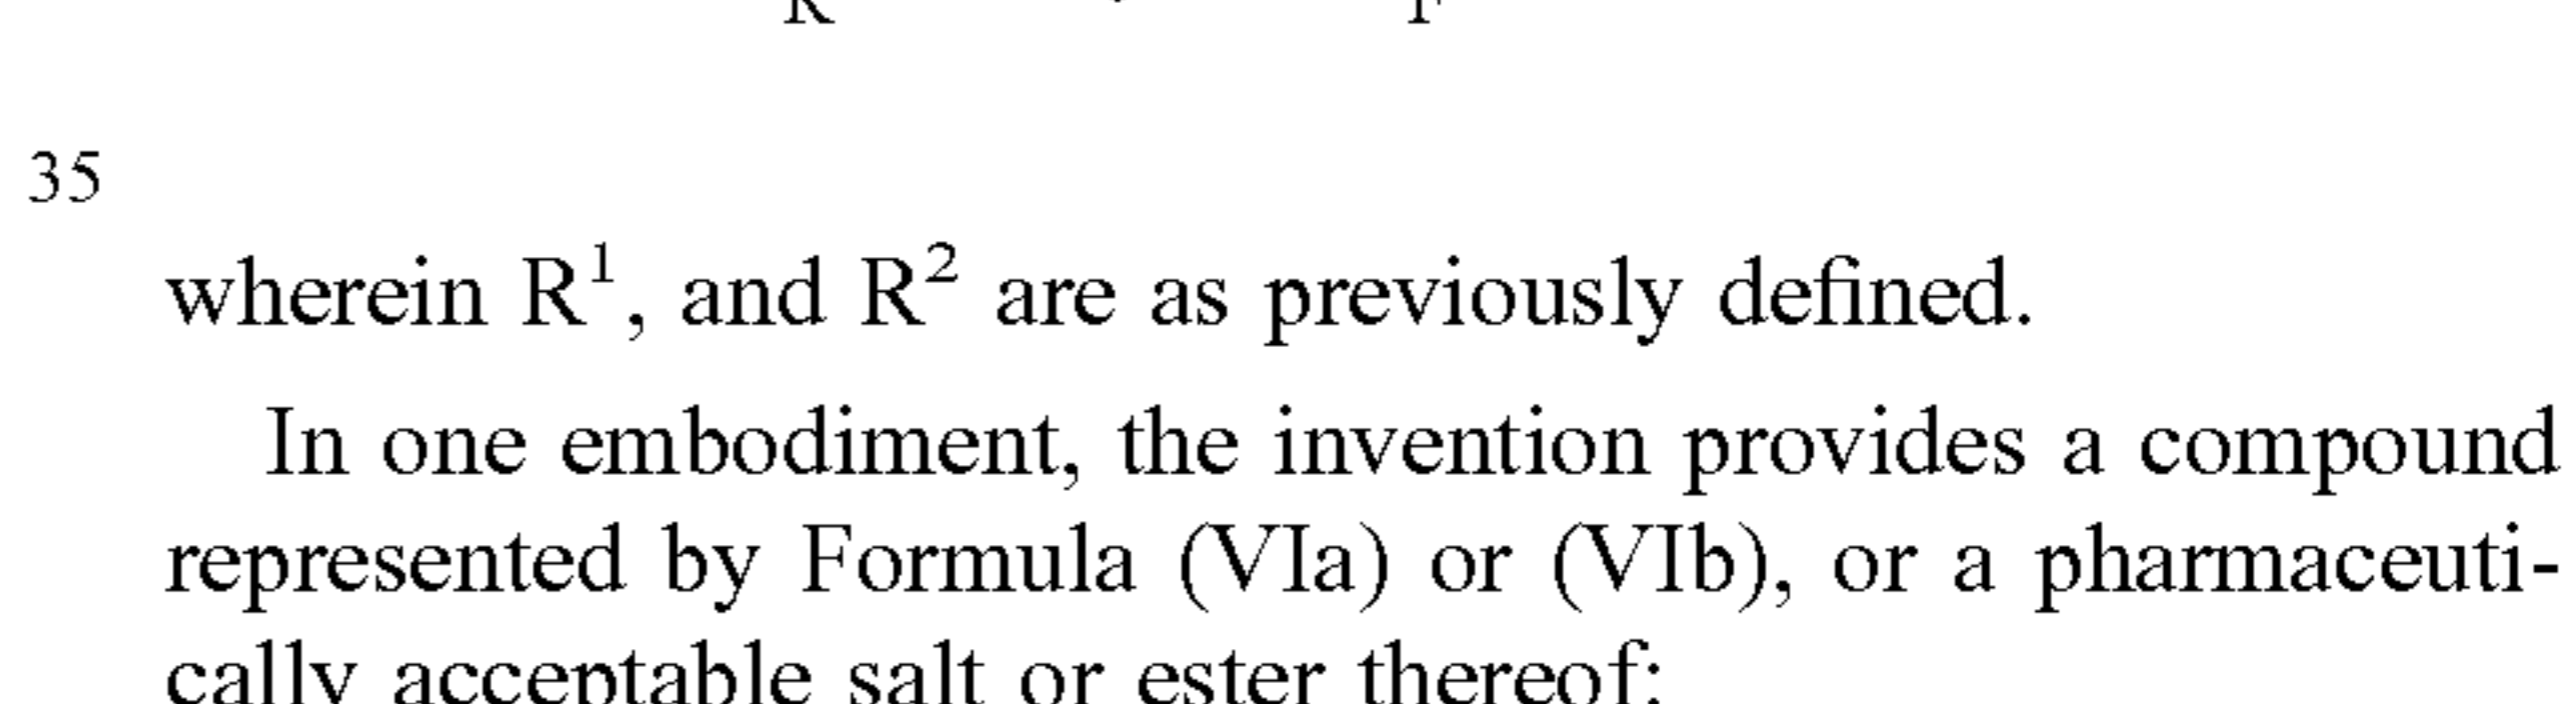 35
wherein R¹, and R² are as previously defined.
In one embodiment, the invention provides a compound
represented by Formula (VIa) or (VIb), or a pharmaceuti-
cally acceptable salt or ester thereof: